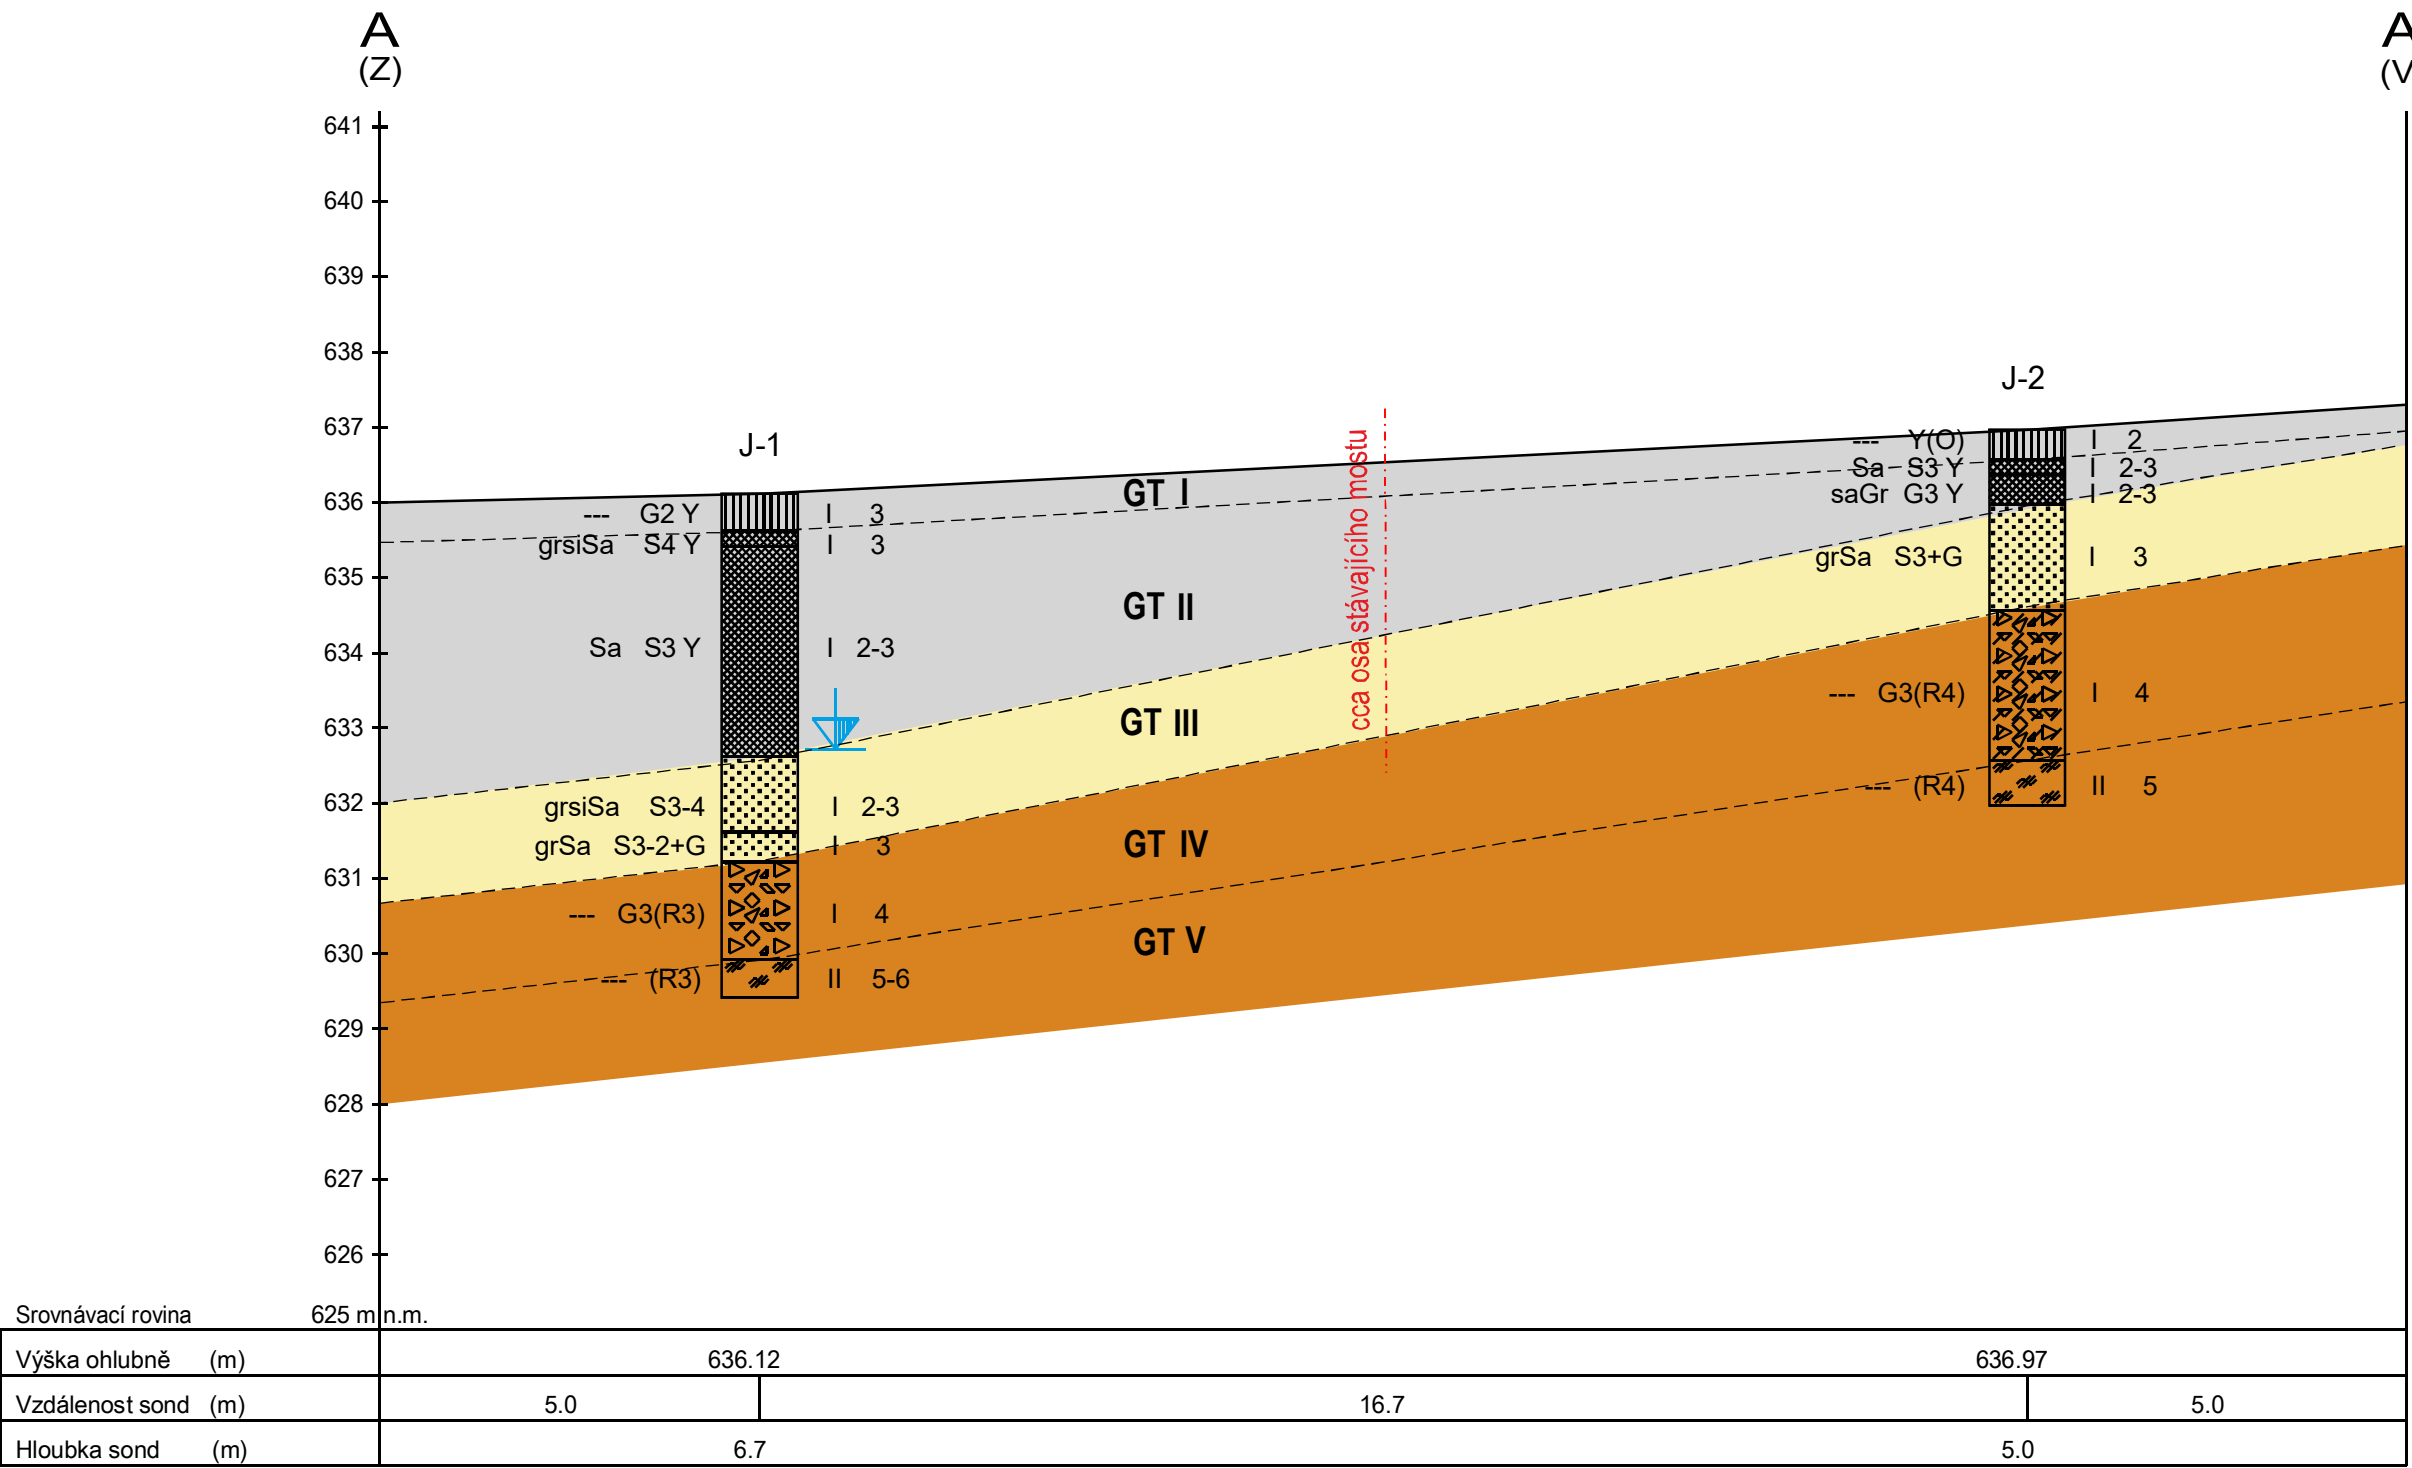 A A
(Z) (V
641
640
639
638
637
636
635
634
633
632
631
630
629
628
627
626
J-1
J-2
--- G2 Y I 3
grsiSa S4 Y I 3
Sa S3 Y I 2-3
grsiSa S3-4 I 2-3
grSa S3-2+G I 3
--- G3(R3) I 4
--- (R3) II 5-6
GT I
GT II
GT III
GT IV
GT V
cca osa stávajícího mostu
--- Y(O) I 2
Sa S3 Y I 2-3
saGr G3 Y I 2-3
grSa S3+G I 3
--- G3(R4) I 4
--- (R4) II 5
Srovnávací rovina 625 m n.m.
Výška ohlubně (m) 636.12 636.97
Vzdálenost sond (m) 5.0 16.7 5.0
Hloubka sond (m) 6.7 5.0